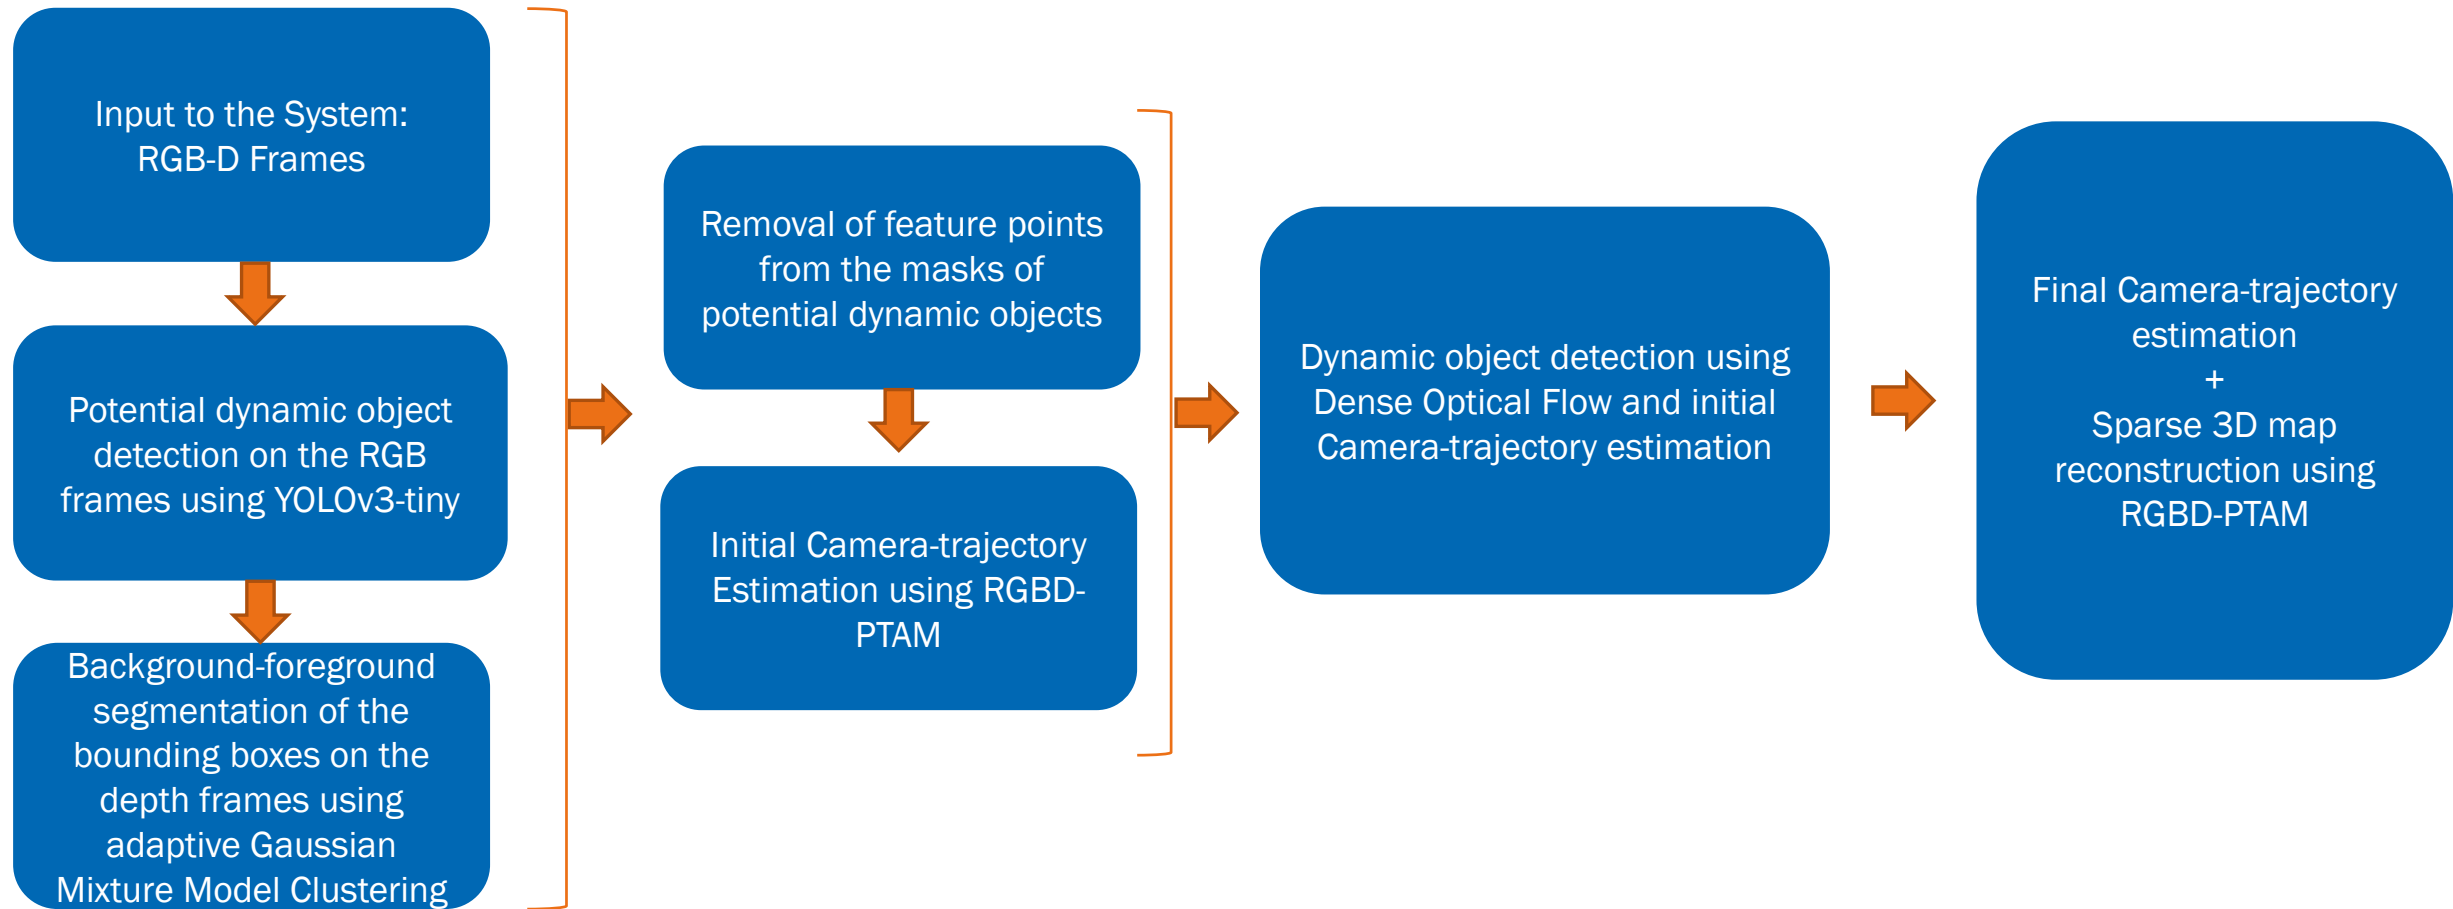 Input to the System:
RGB-D Frames
Potential dynamic object
detection on the RGB
frames using YOLOv3-tiny
Background-foreground
segmentation of the
bounding boxes on the
depth frames using
adaptive Gaussian
Mixture Model Clustering
Removal of feature points
from the masks of
potential dynamic objects
Initial Camera-trajectory
Estimation using RGBD-
PTAM
Dynamic object detection using
Dense Optical Flow and initial
Camera-trajectory estimation
Final Camera-trajectory
estimation
+
Sparse 3D map
reconstruction using
RGBD-PTAM